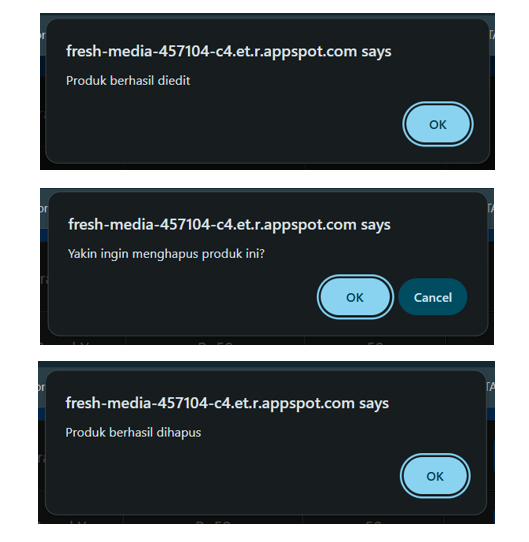 fresh-media-457104-c4.et.r.appspot.com says
Produk berhasil diedit
OK
fresh-media-457104-c4.et.r.appspot.com says
Yakin ingin menghapus produk ini?
OK Cancel
fresh-media-457104-c4.et.r.appspot.com says
Produk berhasil dihapus
OK